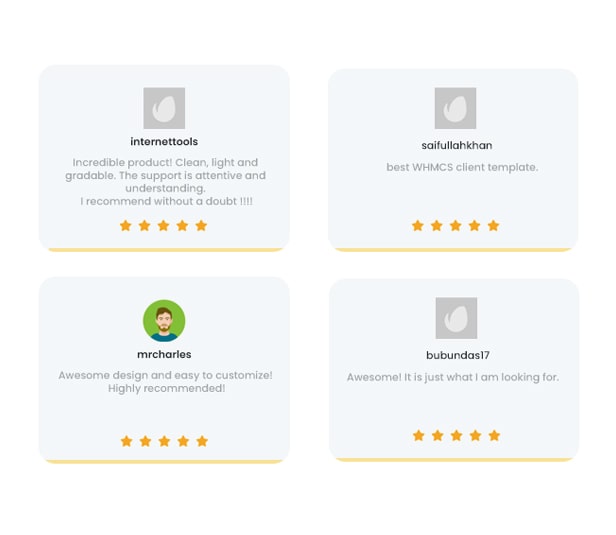 internettools
Incredible product! Clean, light and
gradable. The support is attentive and
understanding.
I recommend without a doubt !!!!
saifullahkhan
best WHMCS client template.
mrcharles
Awesome design and easy to customize!
Highly recommended!
bubundas17
Awesome! It is just what I am looking for.